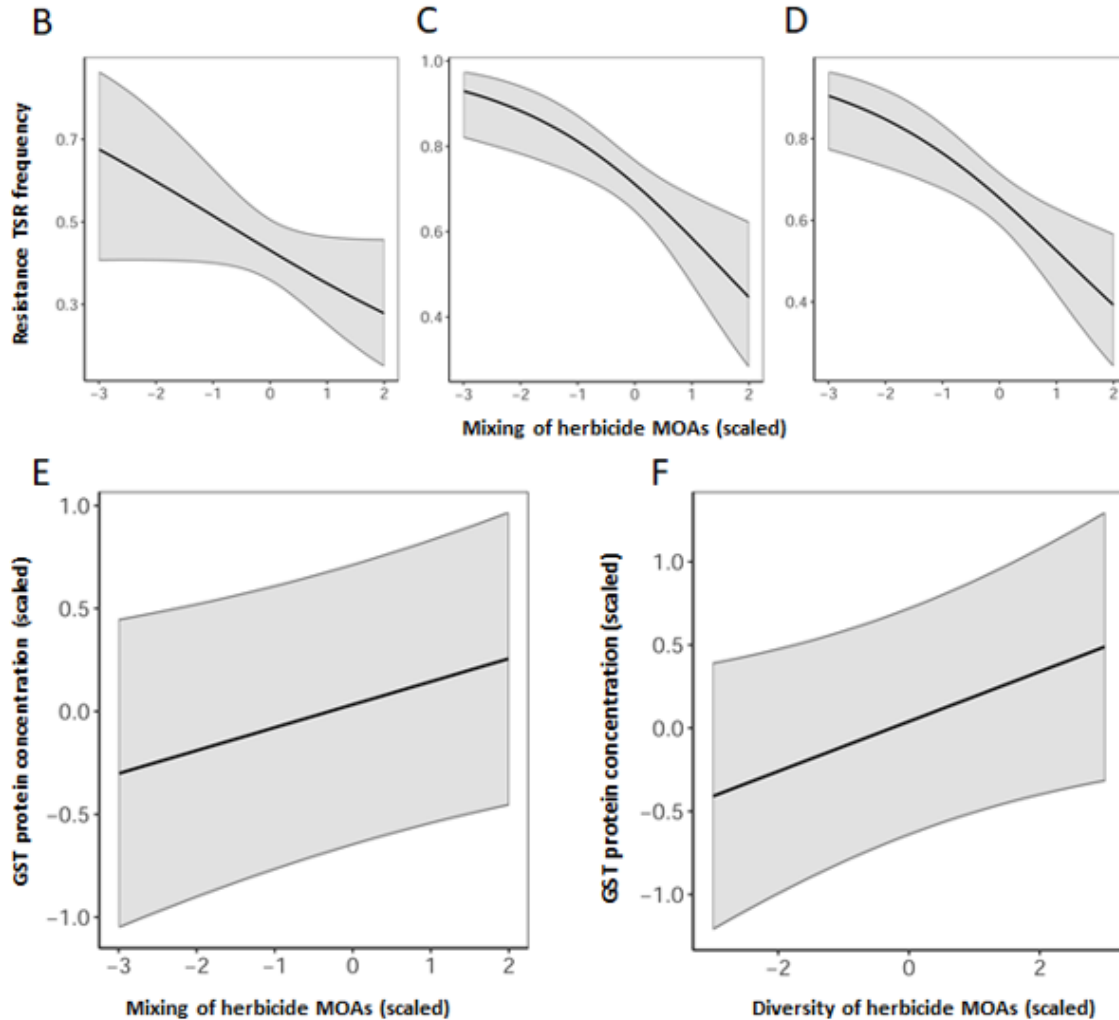 B
C
D
Resistance TSR frequency
0.7
0.5
0.3
−3 −2 −1 0 1 2
1.0
0.8
0.6
0.4
−3 −2 −1 0 1 2
0.8
0.6
0.4
−3 −2 −1 0 1 2
Mixing of herbicide MOAs (scaled)
E
GST protein concentration (scaled)
1.0
0.5
0.0
−0.5
−1.0
−3 −2 −1 0 1 2
Mixing of herbicide MOAs (scaled)
F
GST protein concentration (scaled)
1.0
0.5
0.0
−0.5
−1.0
−2 0 2
Diversity of herbicide MOAs (scaled)